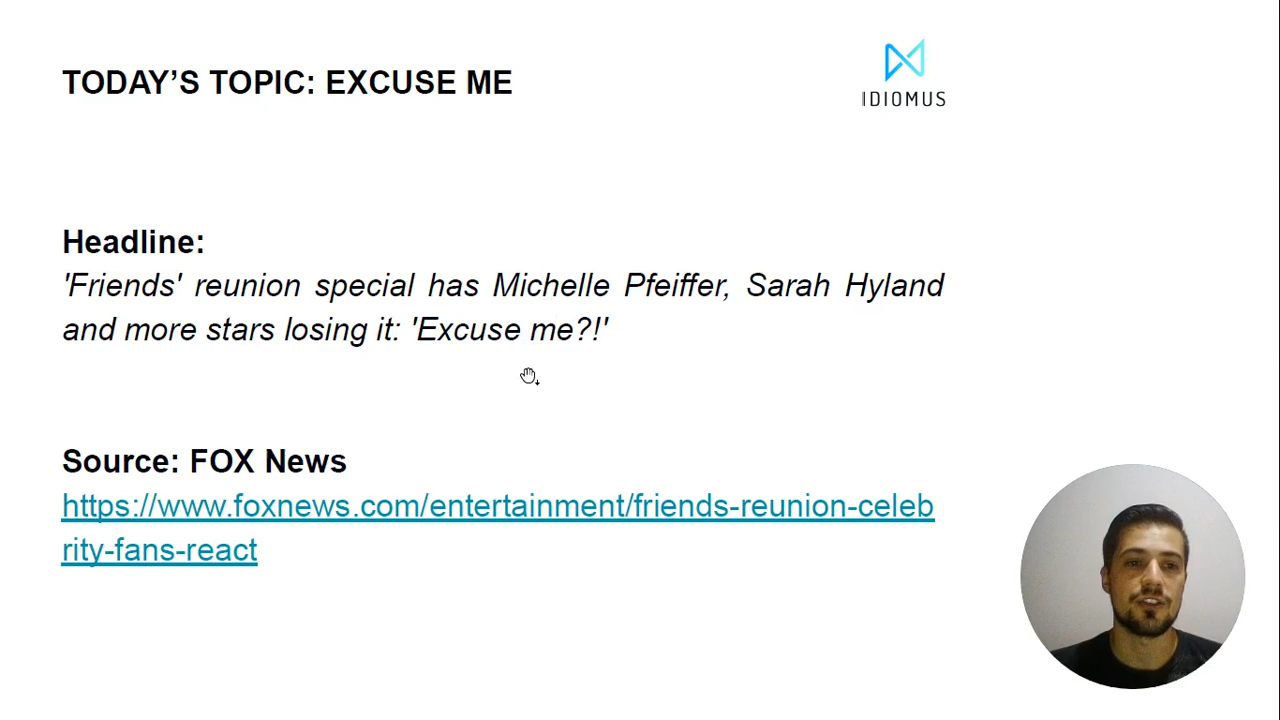 TODAY’S TOPIC: EXCUSE ME
IDIOMUS
Headline:
'Friends' reunion special has Michelle Pfeiffer, Sarah Hyland
and more stars losing it: 'Excuse me?!'
Source: FOX News
https://www.foxnews.com/entertainment/friends-reunion-celeb
rity-fans-react